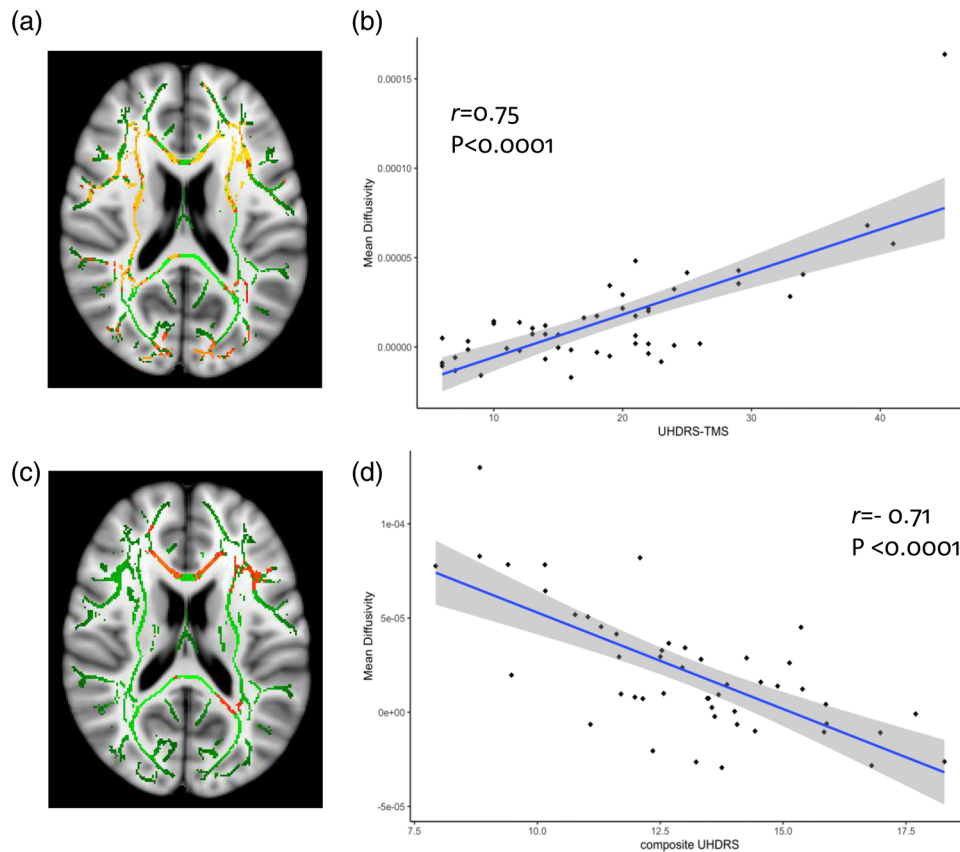 (a)
(b)
r=0.75
P<0.0001
0.00015
0.00010
0.00005
0.00000
Mean Diffusivity
10 20 30 40
UHDRS-TMS
(c)
(d)
r=- 0.71
P <0.0001
1e-04
5e-05
0e+00
-5e-05
Mean Diffusivity
7.5 10.0 12.5 15.0 17.5
composite UHDRS